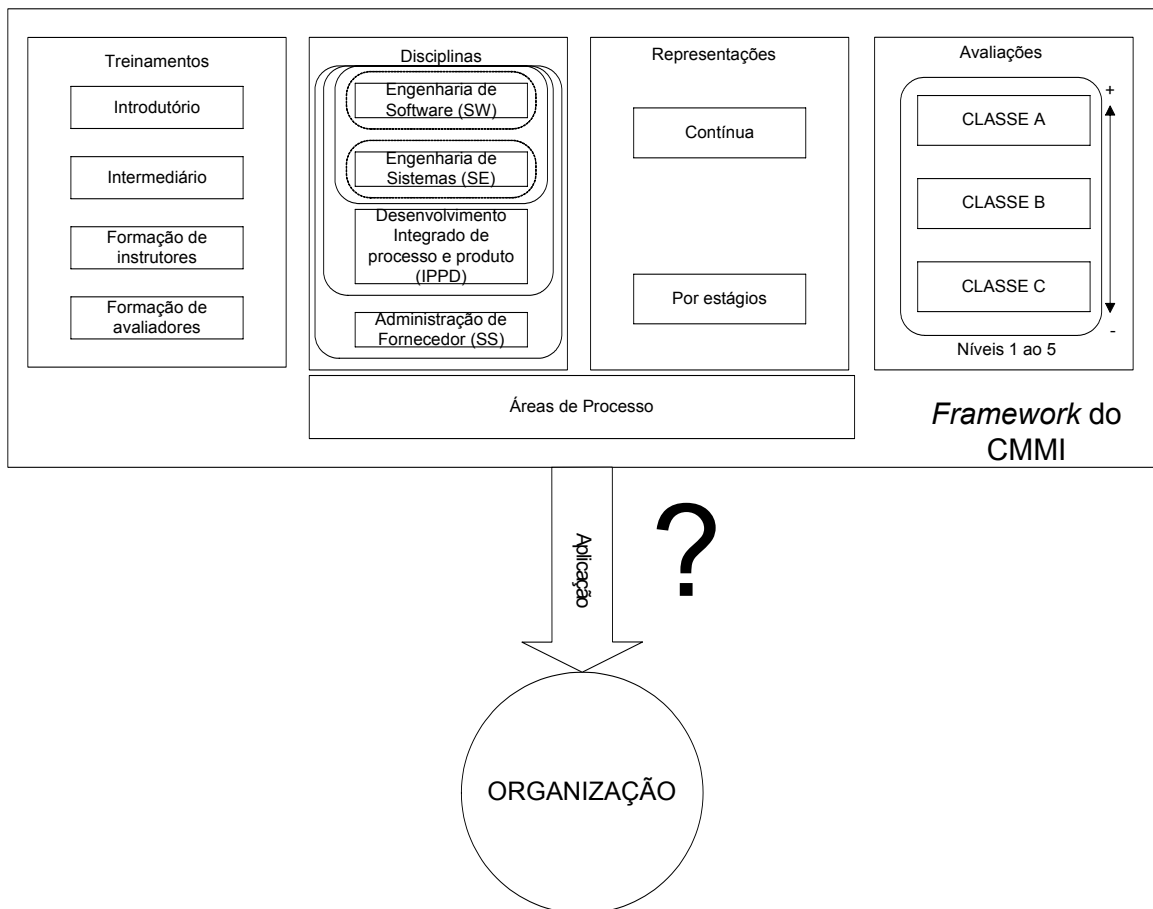 Treinamentos
Introdutório
Intermediário
Formação de
instrutores
Formação de
avaliadores
Disciplinas
Engenharia de
Software (SW)
Engenharia de
Sistemas (SE)
Desenvolvimento
Integrado de
processo e produto
(IPPD)
Administração de
Fornecedor (SS)
Representações
Contínua
Por estágios
Avaliações
+
CLASSE A
CLASSE B
CLASSE C
-
Níveis 1 ao 5
Áreas de Processo
Framework do
CMMI
Aplicação
?
ORGANIZAÇÃO